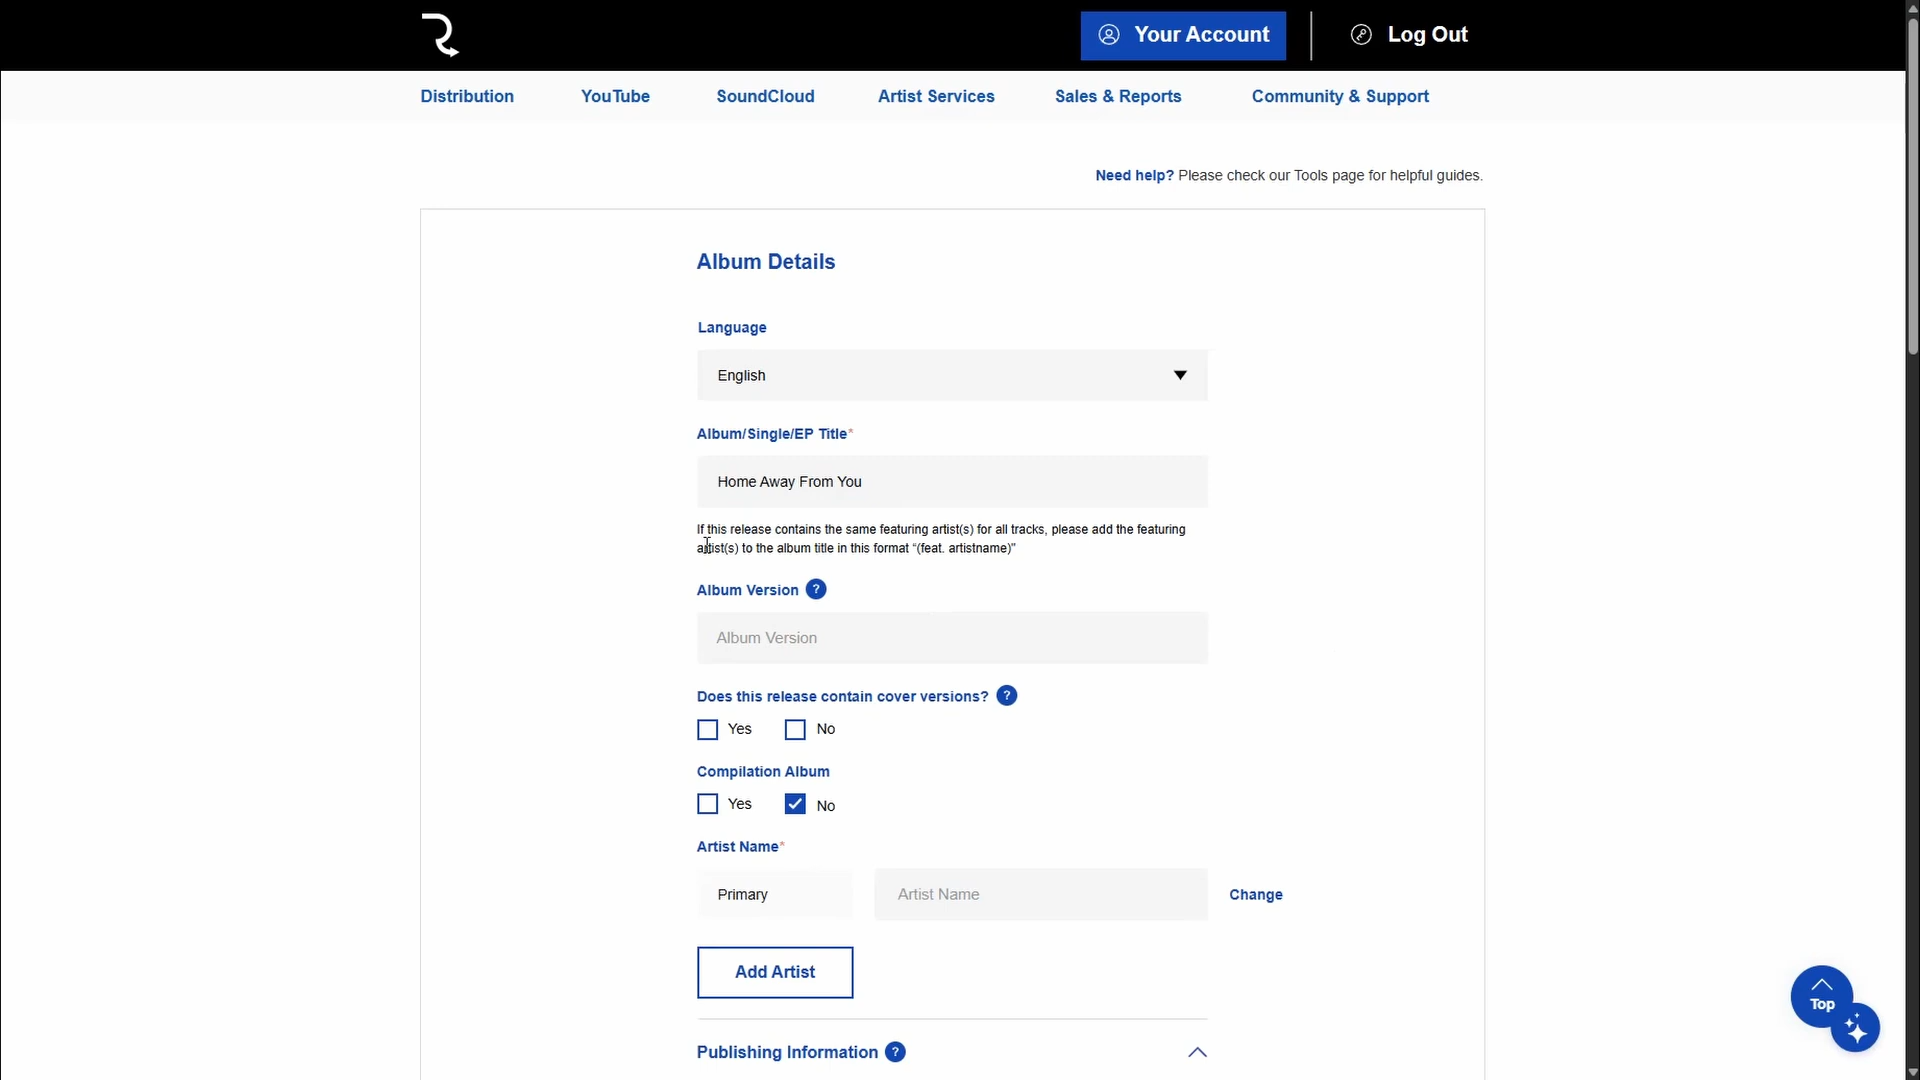 Your Account
Log Out
Distribution YouTube SoundCloud Artist Services Sales & Reports Community & Support
Need help? Please check our Tools page for helpful guides.
Album Details
Language
English
Album/Single/EP Title*
Home Away From You
If this release contains the same featuring artist(s) for all tracks, please add the featuring
artist(s) to the album title in this format “(feat. artistname)”
Album Version ?
Album Version
Does this release contain cover versions? ?
Yes No
Compilation Album
Yes No
Artist Name*
Primary Artist Name Change
Add Artist
Top
Publishing Information ?